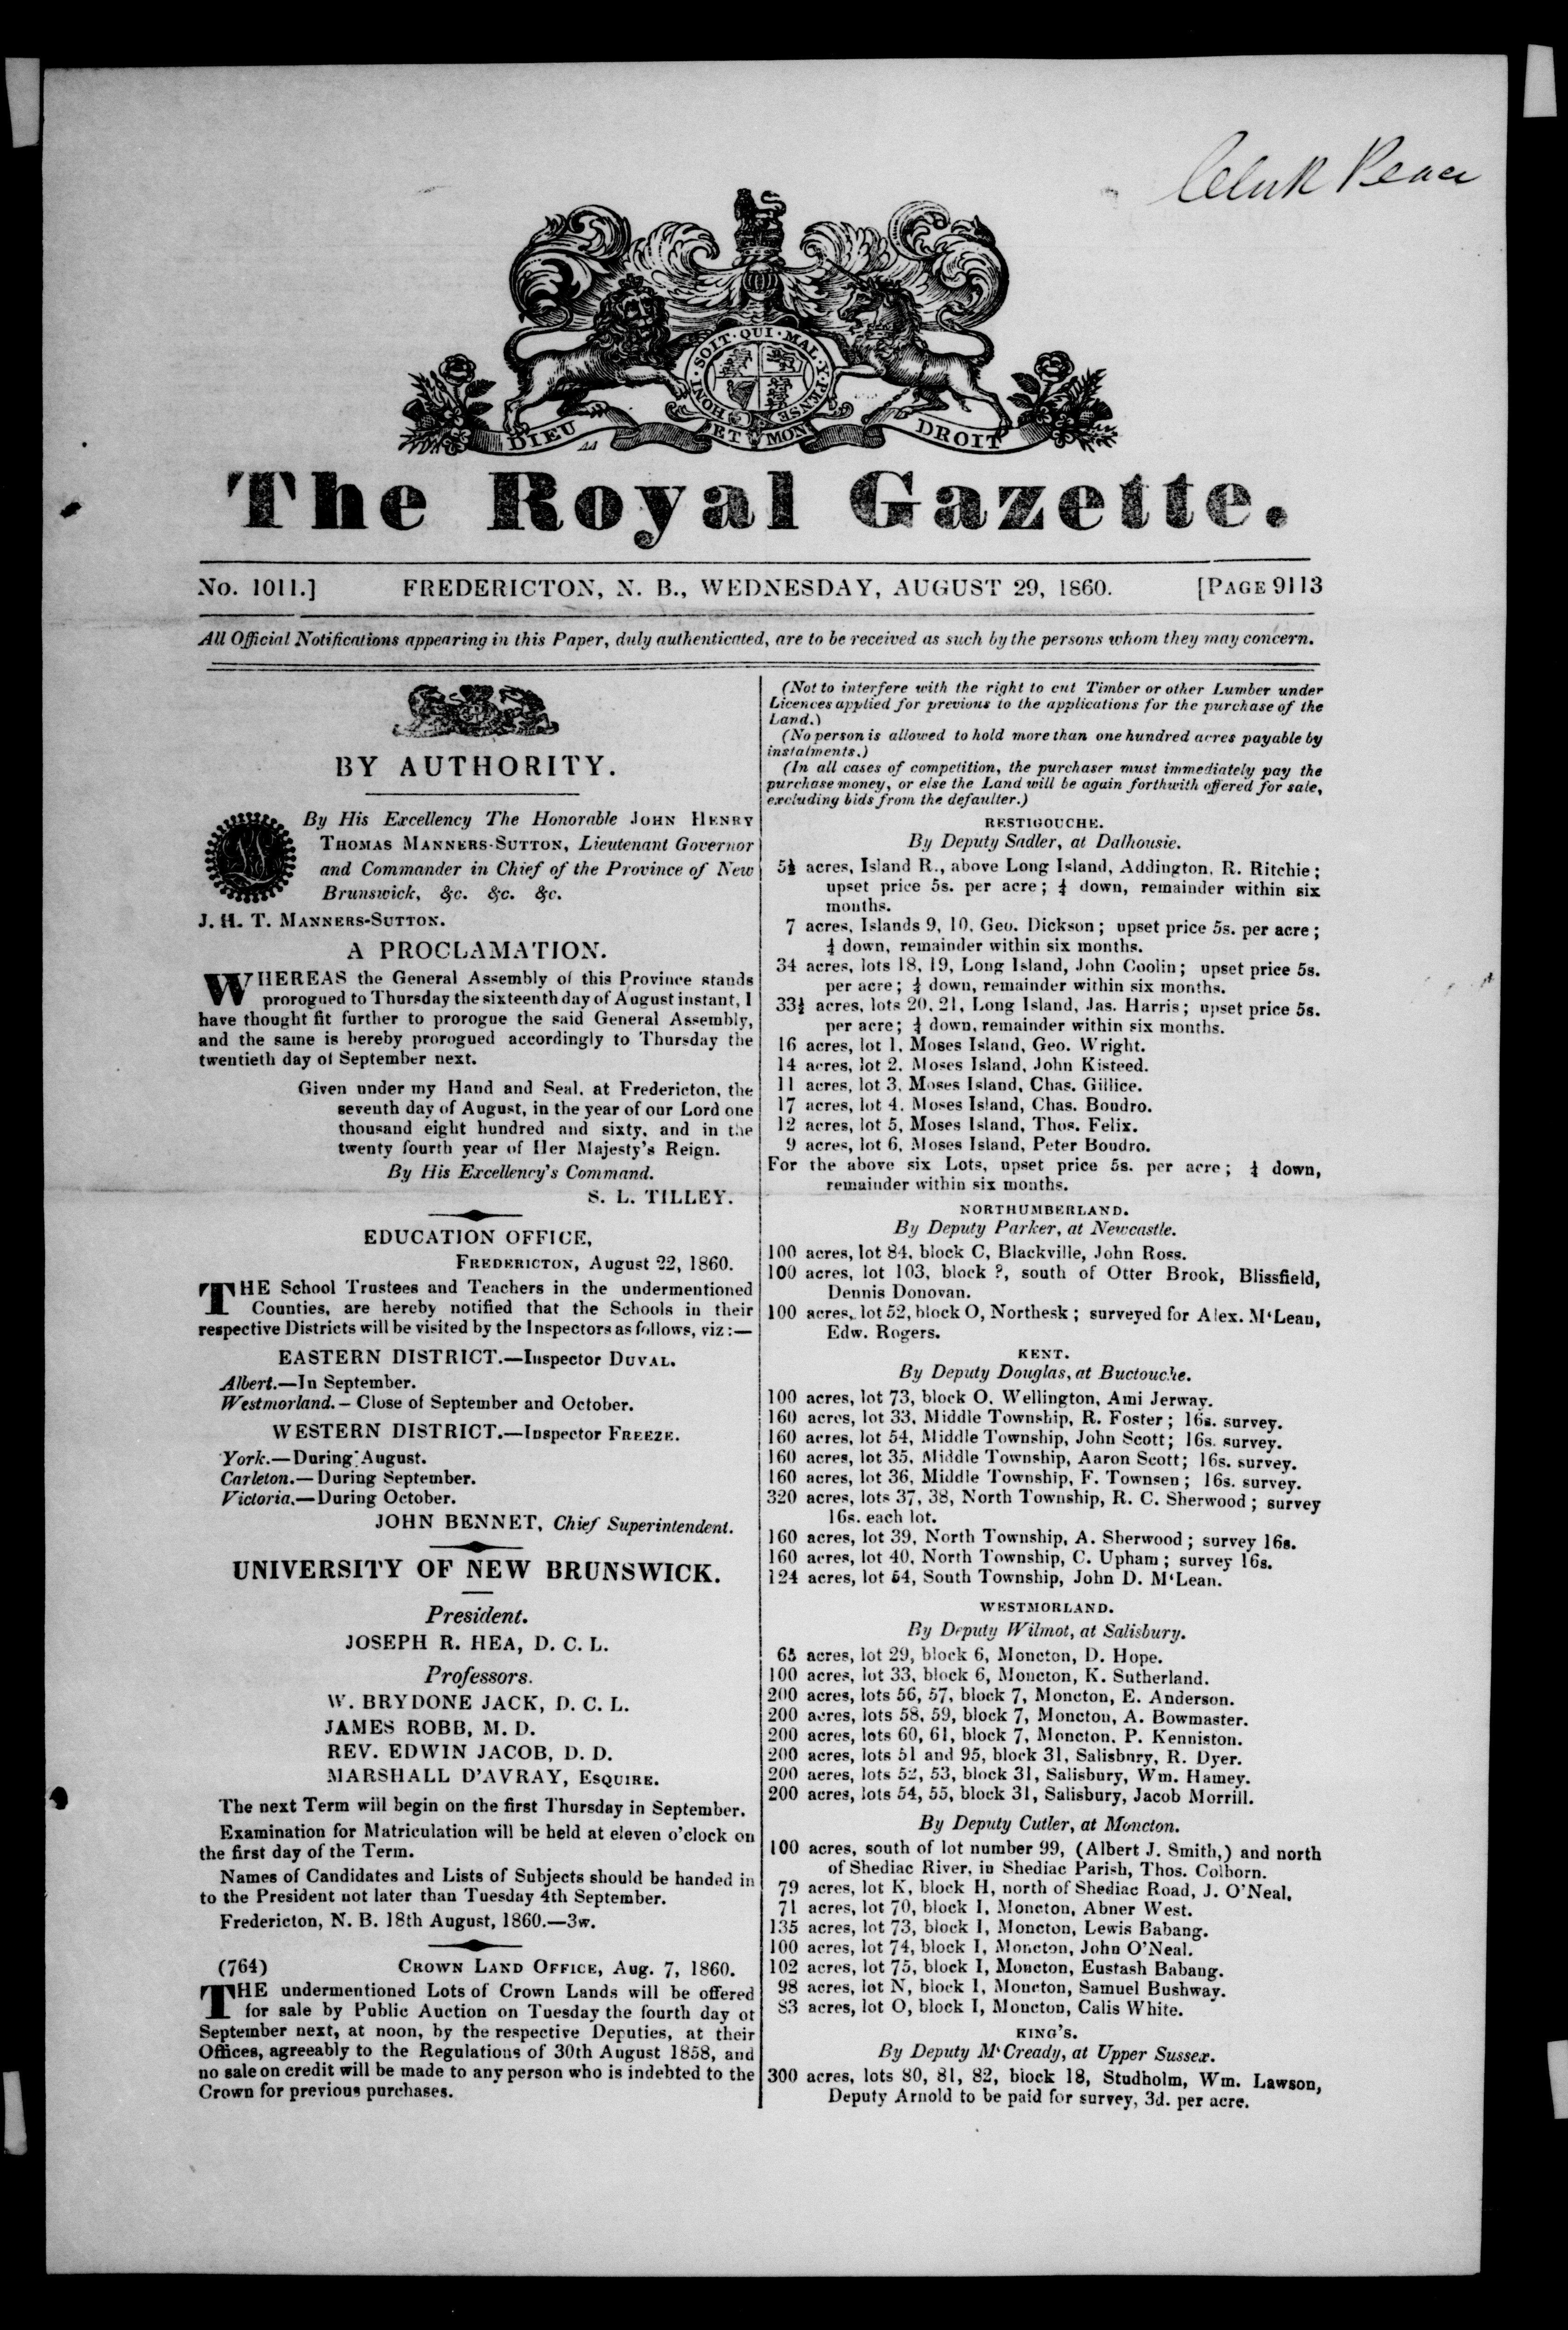 Clerk Peace
HONI · SOIT · QUI · MAL · Y · PENSE
DIEU ET MON DROIT
The Royal Gazette.
No. 1011.] FREDERICTON, N. B., WEDNESDAY, AUGUST 29, 1860. [PAGE 9113
All Official Notifications appearing in this Paper, duly authenticated, are to be received as such by the persons whom they may concern.
BY AUTHORITY.
By His Excellency The Honorable JOHN HENRY
THOMAS MANNERS-SUTTON, Lieutenant Governor
and Commander in Chief of the Province of New
Brunswick, &c. &c. &c.
J. H. T. MANNERS-SUTTON.
A PROCLAMATION.
WHEREAS the General Assembly of this Province stands
prorogued to Thursday the sixteenth day of August instant, I
have thought fit further to prorogue the said General Assembly,
and the same is hereby prorogued accordingly to Thursday the
twentieth day of September next.
Given under my Hand and Seal, at Fredericton, the
seventh day of August, in the year of our Lord one
thousand eight hundred and sixty, and in the
twenty fourth year of Her Majesty's Reign.
By His Excellency's Command.
S. L. TILLEY.
EDUCATION OFFICE,
FREDERICTON, August 22, 1860.
THE School Trustees and Teachers in the undermentioned
Counties, are hereby notified that the Schools in their
respective Districts will be visited by the Inspectors as follows, viz:—
EASTERN DISTRICT.—Inspector DUVAL.
Albert.—In September.
Westmorland.—Close of September and October.
WESTERN DISTRICT.—Inspector FREEZE.
York.—During August.
Carleton.—During September.
Victoria.—During October.
JOHN BENNET, Chief Superintendent.
UNIVERSITY OF NEW BRUNSWICK.
President.
JOSEPH R. HEA, D. C. L.
Professors.
W. BRYDONE JACK, D. C. L.
JAMES ROBB, M. D.
REV. EDWIN JACOB, D. D.
MARSHALL D'AVRAY, ESQUIRE.
The next Term will begin on the first Thursday in September.
Examination for Matriculation will be held at eleven o'clock on
the first day of the Term.
Names of Candidates and Lists of Subjects should be handed in
to the President not later than Tuesday 4th September.
Fredericton, N. B. 18th August, 1860.—3w.
(764) CROWN LAND OFFICE, Aug. 7, 1860.
THE undermentioned Lots of Crown Lands will be offered
for sale by Public Auction on Tuesday the fourth day of
September next, at noon, by the respective Deputies, at their
Offices, agreeably to the Regulations of 30th August 1858, and
no sale on credit will be made to any person who is indebted to the
Crown for previous purchases.
(Not to interfere with the right to cut Timber or other Lumber under
Licences applied for previous to the applications for the purchase of the
Land.)
(No person is allowed to hold more than one hundred acres payable by
instalments.)
(In all cases of competition, the purchaser must immediately pay the
purchase money, or else the Land will be again forthwith offered for sale,
excluding bids from the defaulter.)
RESTIGOUCHE.
By Deputy Sadler, at Dalhousie.
5½ acres, Island R., above Long Island, Addington, R. Ritchie;
upset price 5s. per acre; ¼ down, remainder within six
months.
7 acres, Islands 9, 10, Geo. Dickson; upset price 5s. per acre;
¼ down, remainder within six months.
34 acres, lots 18, 19, Long Island, John Coolin; upset price 5s.
per acre; ¼ down, remainder within six months.
33½ acres, lots 20, 21, Long Island, Jas. Harris; upset price 5s.
per acre; ¼ down, remainder within six months.
16 acres, lot 1, Moses Island, Geo. Wright.
14 acres, lot 2, Moses Island, John Kisteed.
11 acres, lot 3, Moses Island, Chas. Gillice.
17 acres, lot 4, Moses Island, Chas. Boudro.
12 acres, lot 5, Moses Island, Thos. Felix.
9 acres, lot 6, Moses Island, Peter Boudro.
For the above six Lots, upset price 5s. per acre; ¼ down,
remainder within six months.
NORTHUMBERLAND.
By Deputy Parker, at Newcastle.
100 acres, lot 84, block C, Blackville, John Ross.
100 acres, lot 103, block ?, south of Otter Brook, Blissfield,
Dennis Donovan.
100 acres, lot 52, block O, Northesk; surveyed for Alex. M'Lean,
Edw. Rogers.
KENT.
By Deputy Douglas, at Buctouche.
100 acres, lot 73, block O, Wellington, Ami Jerway.
160 acres, lot 33, Middle Township, R. Foster; 16s. survey.
160 acres, lot 54, Middle Township, John Scott; 16s. survey.
160 acres, lot 35, Middle Township, Aaron Scott; 16s. survey.
160 acres, lot 36, Middle Township, F. Townsen; 16s. survey.
320 acres, lots 37, 38, North Township, R. C. Sherwood; survey
16s. each lot.
160 acres, lot 39, North Township, A. Sherwood; survey 16s.
160 acres, lot 40, North Township, C. Upham; survey 16s.
124 acres, lot 54, South Township, John D. M'Lean.
WESTMORLAND.
By Deputy Wilmot, at Salisbury.
65 acres, lot 29, block 6, Moncton, D. Hope.
100 acres, lot 33, block 6, Moncton, K. Sutherland.
200 acres, lots 56, 57, block 7, Moncton, E. Anderson.
200 acres, lots 58, 59, block 7, Moncton, A. Bowmaster.
200 acres, lots 60, 61, block 7, Moncton, P. Kenniston.
200 acres, lots 51 and 95, block 31, Salisbury, R. Dyer.
200 acres, lots 52, 53, block 31, Salisbury, Wm. Hamey.
200 acres, lots 54, 55, block 31, Salisbury, Jacob Morrill.
By Deputy Cutler, at Moncton.
100 acres, south of lot number 99, (Albert J. Smith,) and north
of Shediac River, in Shediac Parish, Thos. Colborn.
79 acres, lot K, block H, north of Shediac Road, J. O'Neal.
71 acres, lot 70, block I, Moncton, Abner West.
135 acres, lot 73, block I, Moncton, Lewis Babang.
100 acres, lot 74, block I, Moncton, John O'Neal.
102 acres, lot 75, block I, Moncton, Eustash Babang.
98 acres, lot N, block I, Moncton, Samuel Bushway.
83 acres, lot O, block I, Moncton, Calis White.
KING'S.
By Deputy M'Cready, at Upper Sussex.
300 acres, lots 80, 81, 82, block 18, Studholm, Wm. Lawson,
Deputy Arnold to be paid for survey, 3d. per acre.